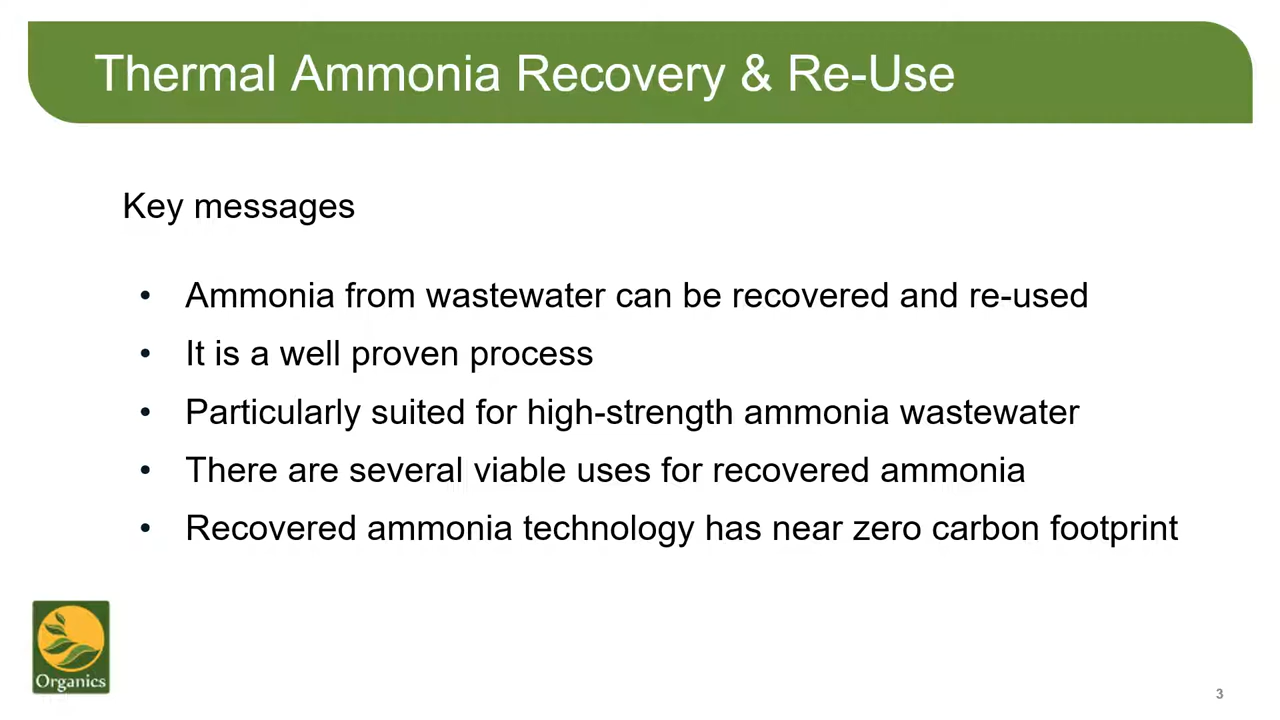 Thermal Ammonia Recovery & Re-Use
Key messages
• Ammonia from wastewater can be recovered and re-used
• It is a well proven process
• Particularly suited for high-strength ammonia wastewater
• There are several viable uses for recovered ammonia
• Recovered ammonia technology has near zero carbon footprint
Organics
3